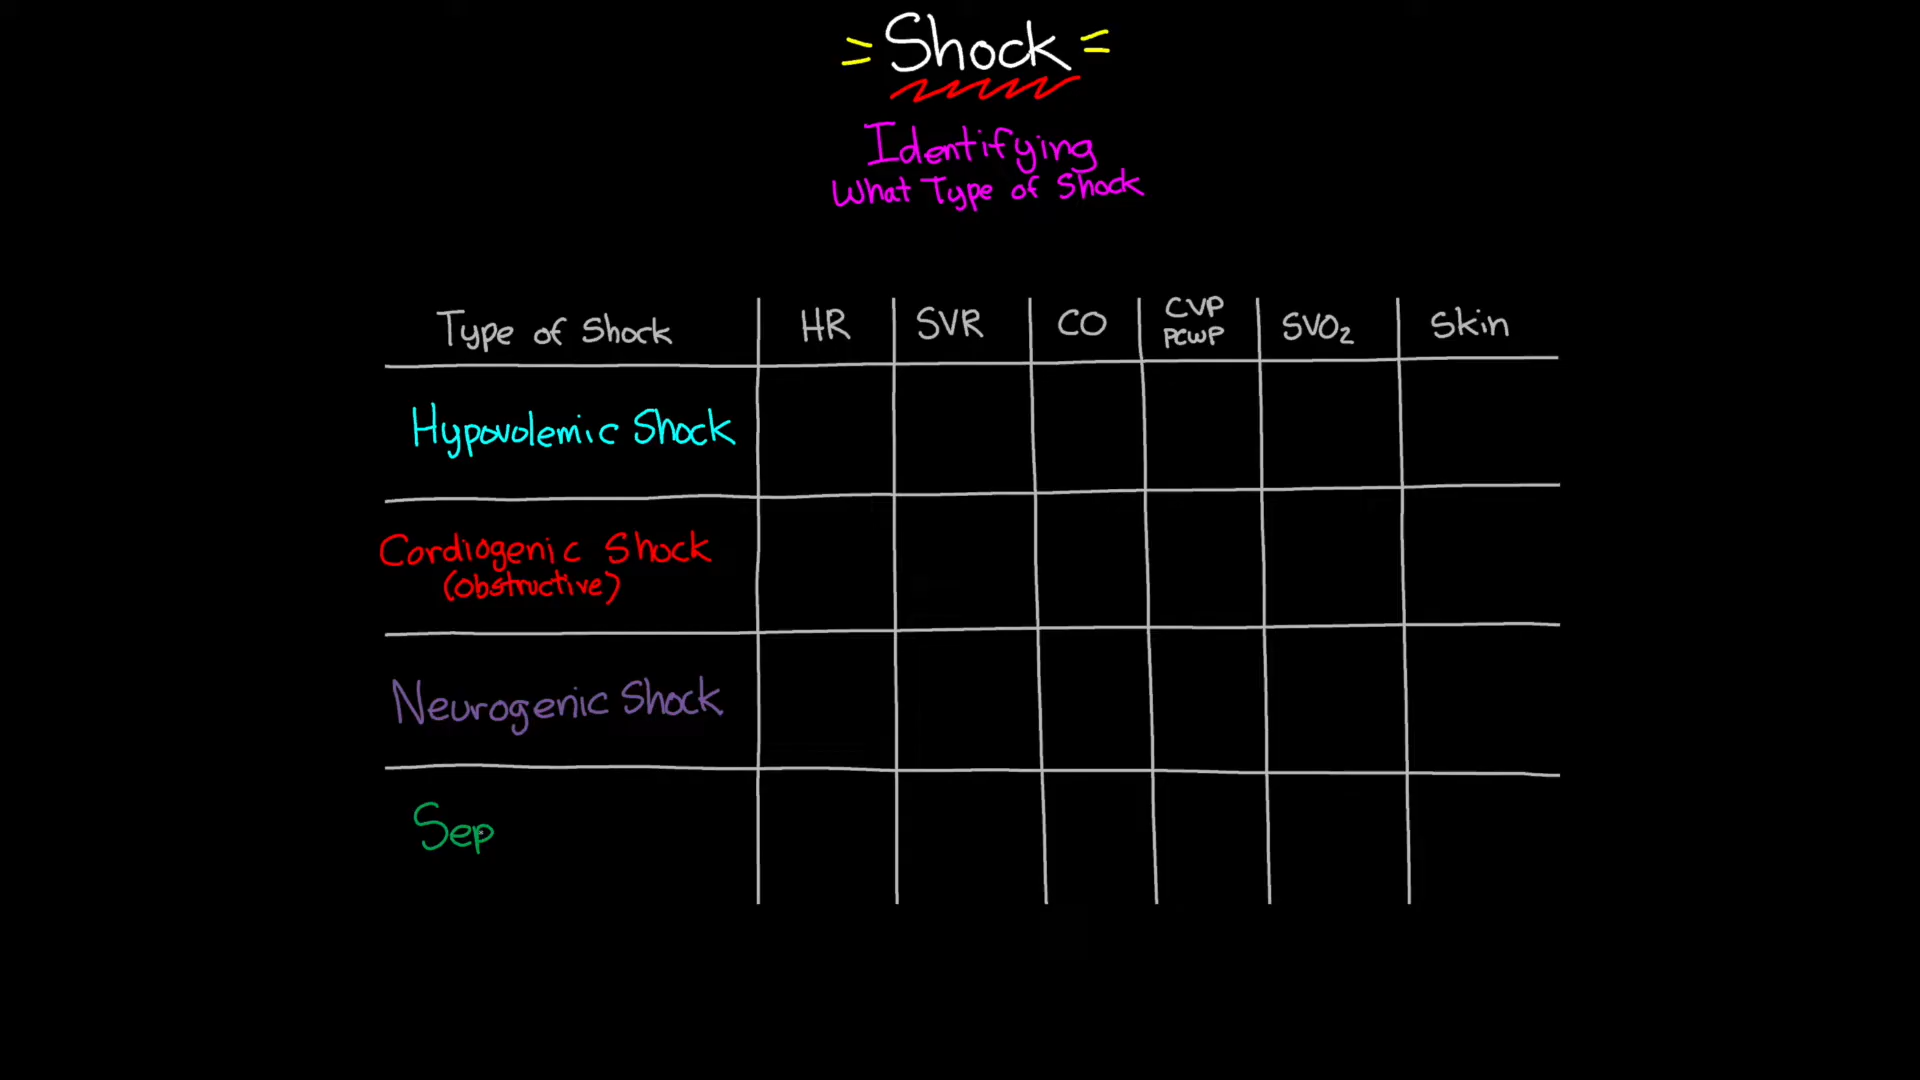 = Shock =
Identifying
What Type of Shock
Type of Shock HR SVR CO CVP PCWP SVO₂ Skin
Hypovolemic Shock
Cardiogenic Shock
(Obstructive)
Neurogenic Shock
Sep